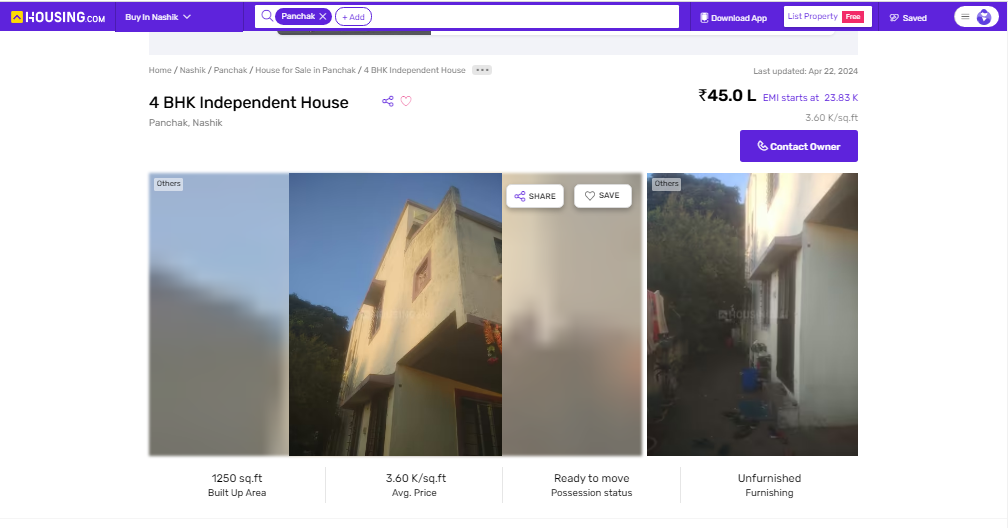 HOUSING.COM
Buy In Nashik
Panchak
+ Add
Download App
List Property Free
Saved
Home / Nashik / Panchak / House for Sale in Panchak / 4 BHK Independent House
Last updated: Apr 22, 2024
4 BHK Independent House
₹45.0 L EMI starts at 23.83 K
Panchak, Nashik
3.60 K/sq.ft
Contact Owner
Others
SHARE
SAVE
Others
1250 sq.ft
Built Up Area
3.60 K/sq.ft
Avg. Price
Ready to move
Possession status
Unfurnished
Furnishing